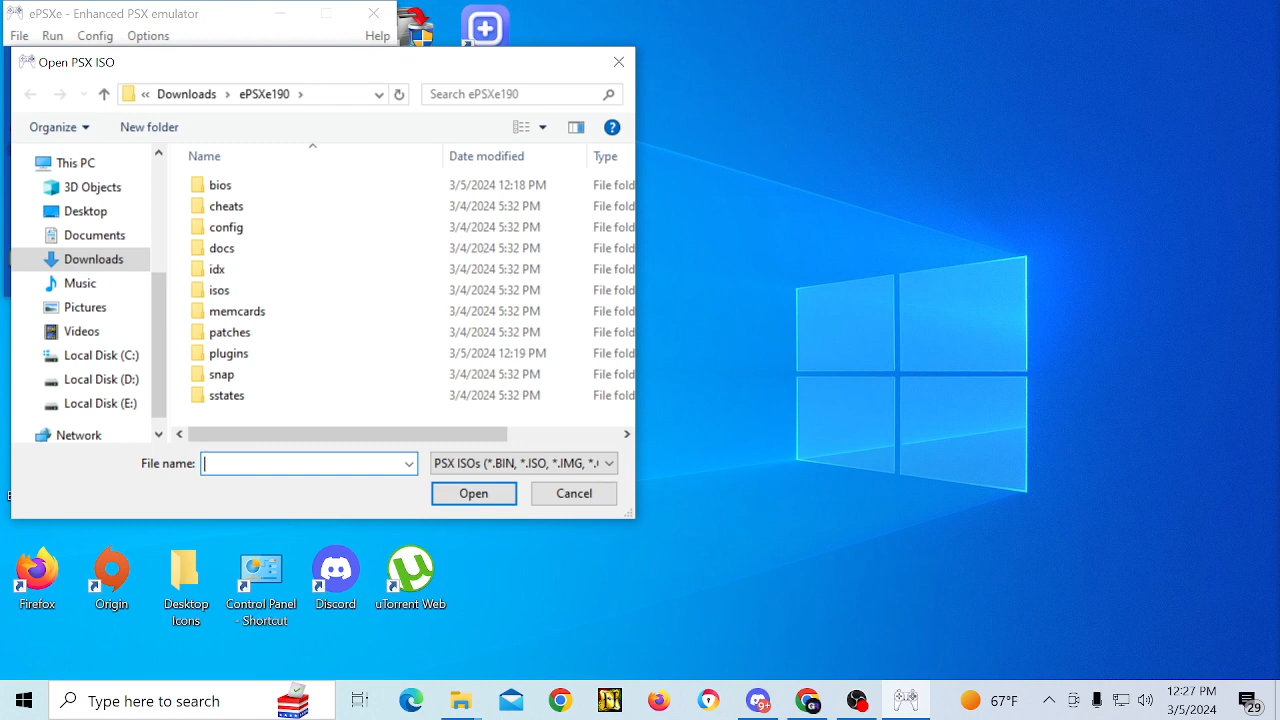 ePSXe - Enhanced PSX emulator
File Run Config Options Help
Open PSX ISO
« Downloads › ePSXe190 ›
Search ePSXe190
Organize New folder
Name Date modified Type
This PC
3D Objects
Desktop
Documents
Downloads
Music
Pictures
Videos
Local Disk (C:)
Local Disk (D:)
Local Disk (E:)
Network
bios 3/5/2024 12:18 PM File fold
cheats 3/4/2024 5:32 PM File fold
config 3/4/2024 5:32 PM File fold
docs 3/4/2024 5:32 PM File fold
idx 3/4/2024 5:32 PM File fold
isos 3/4/2024 5:32 PM File fold
memcards 3/4/2024 5:32 PM File fold
patches 3/4/2024 5:32 PM File fold
plugins 3/5/2024 12:19 PM File fold
snap 3/4/2024 5:32 PM File fold
sstates 3/4/2024 5:32 PM File fold
File name:
PSX ISOs (*.BIN, *.ISO, *.IMG, *.
Open Cancel
Firefox
Origin
Desktop Icons
Control Panel - Shortcut
Discord
uTorrent Web
Type here to search
9+
G
67°F
12:27 PM
3/5/2024
29